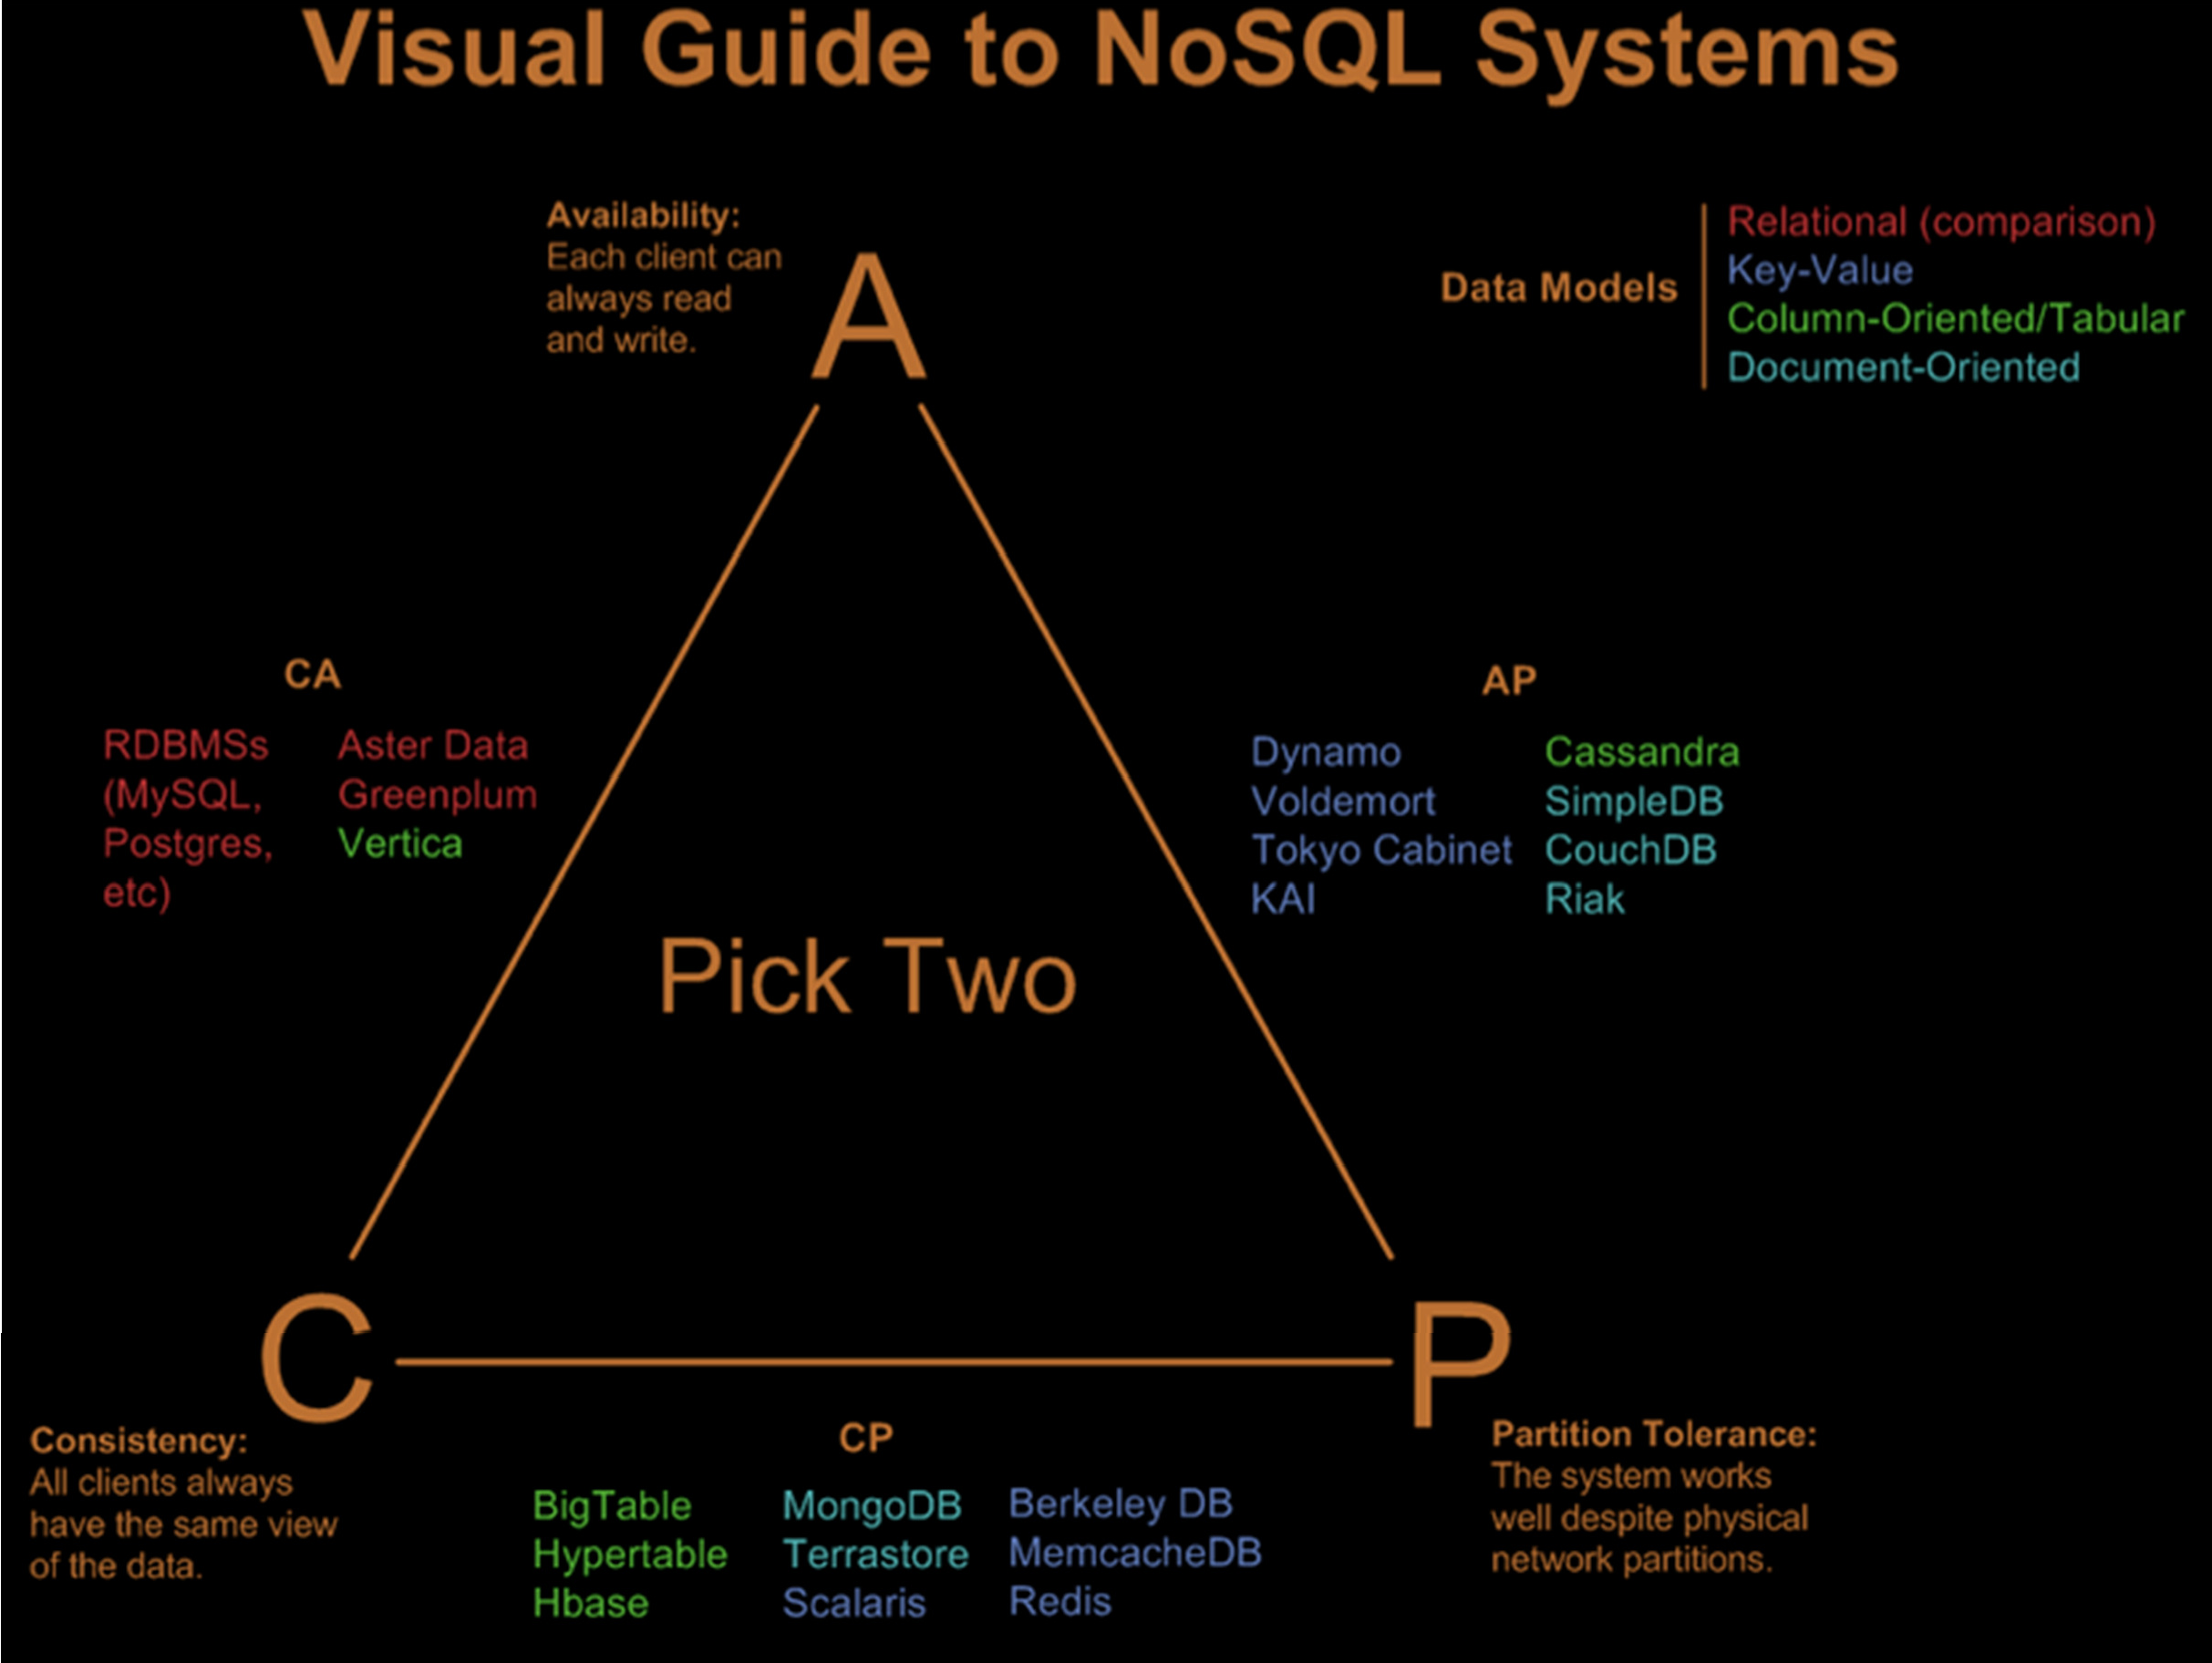 Visual Guide to NoSQL Systems
Availability:
Each client can
always read
and write.
A
Data Models
Relational (comparison)
Key-Value
Column-Oriented/Tabular
Document-Oriented
CA
RDBMSs
(MySQL,
Postgres,
etc)
Aster Data
Greenplum
Vertica
AP
Dynamo
Voldemort
Tokyo Cabinet
KAI
Cassandra
SimpleDB
CouchDB
Riak
Pick Two
C
P
Consistency:
All clients always
have the same view
of the data.
CP
BigTable
Hypertable
Hbase
MongoDB
Terrastore
Scalaris
Berkeley DB
MemcacheDB
Redis
Partition Tolerance:
The system works
well despite physical
network partitions.